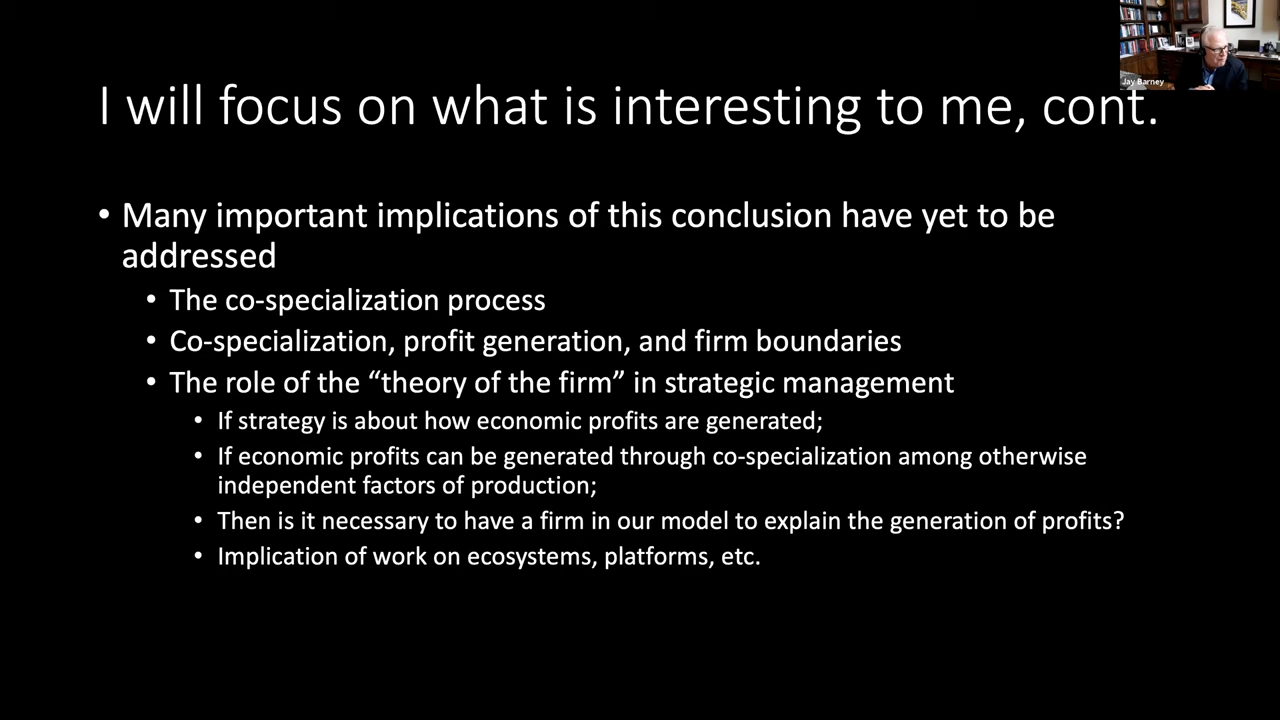 Jay Barney
I will focus on what is interesting to me, cont.
• Many important implications of this conclusion have yet to be
addressed
• The co-specialization process
• Co-specialization, profit generation, and firm boundaries
• The role of the “theory of the firm” in strategic management
• If strategy is about how economic profits are generated;
• If economic profits can be generated through co-specialization among otherwise
independent factors of production;
• Then is it necessary to have a firm in our model to explain the generation of profits?
• Implication of work on ecosystems, platforms, etc.